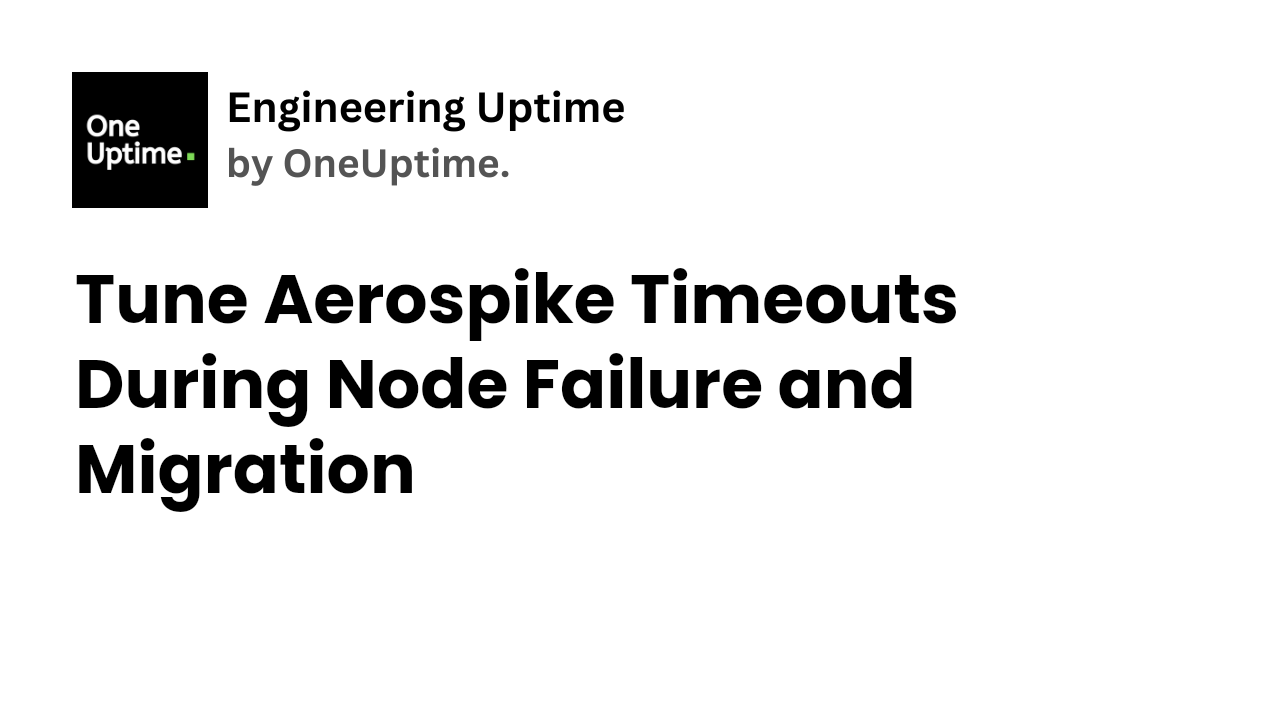 One
Uptime
Engineering Uptime
by OneUptime.
Tune Aerospike Timeouts
During Node Failure and
Migration